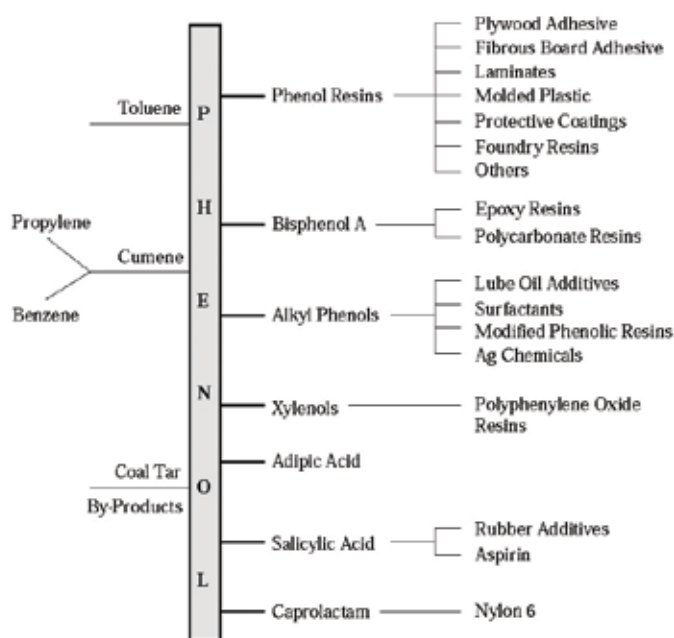 Toluene
Propylene
Cumene
Benzene
Coal Tar
By-Products
P
H
E
N
O
L
Phenol Resins
Plywood Adhesive
Fibrous Board Adhesive
Laminates
Molded Plastic
Protective Coatings
Foundry Resins
Others
Bisphenol A
Epoxy Resins
Polycarbonate Resins
Alkyl Phenols
Lube Oil Additives
Surfactants
Modified Phenolic Resins
Ag Chemicals
Xylenols
Polyphenylene Oxide
Resins
Adipic Acid
Salicylic Acid
Rubber Additives
Aspirin
Caprolactam
Nylon 6